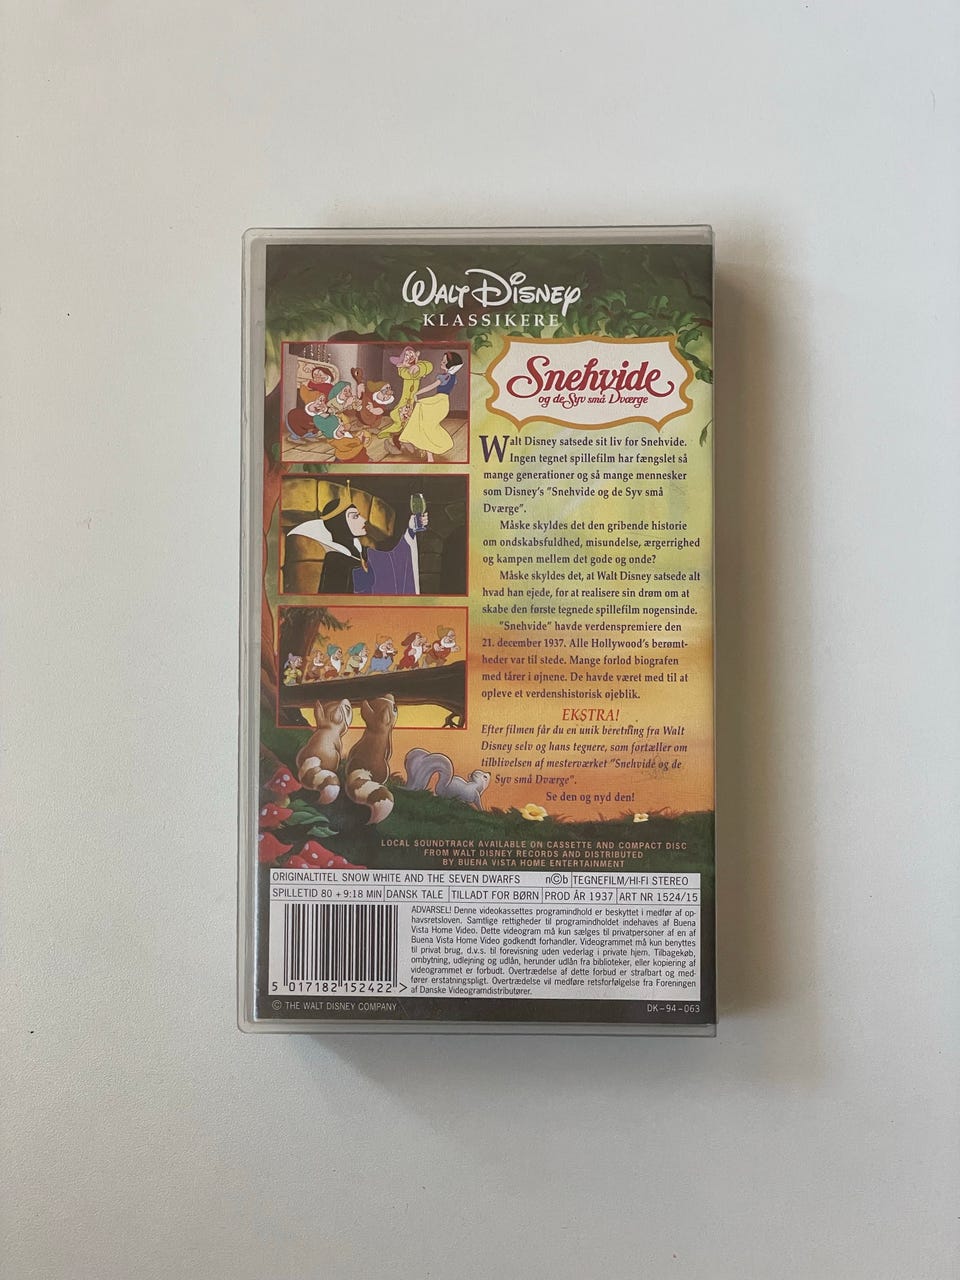 WALT DISNEY
KLASSIKERE
Snehvide
og de Syv små Dværge
Walt Disney satsede sit liv for Snehvide.
Ingen tegnet spillefilm har fængslet så
mange generationer og så mange mennesker
som Disney's "Snehvide og de Syv små
Dværge".
Måske skyldes det den gribende historie
om ondskabsfuldhed, misundelse, ærgerrighed
og kampen mellem det gode og onde?
Måske skyldes det, at Walt Disney satsede alt
hvad han ejede, for at realisere sin drøm om at
skabe den første tegnede spillefilm nogensinde.
"Snehvide" havde verdenspremiere den
21. december 1937. Alle Hollywood's berømt-
heder var til stede. Mange forlod biografen
med tårer i øjnene. De havde været med til at
opleve et verdenshistorisk øjeblik.
EKSTRA!
Efter filmen får du en unik beretning fra Walt
Disney selv og hans tegnere, som fortæller om
tilblivelsen af mesterværket "Snehvide og de
Syv små Dværge".
Se den og nyd den!
LOCAL SOUNDTRACK AVAILABLE ON CASSETTE AND COMPACT DISC
FROM WALT DISNEY RECORDS AND DISTRIBUTED
BY BUENA VISTA HOME ENTERTAINMENT
ORIGINALTITEL SNOW WHITE AND THE SEVEN DWARFS n©b TEGNEFILM/HI-FI STEREO
SPILLETID 80 + 9:18 MIN DANSK TALE TILLADT FOR BØRN PROD ÅR 1937 ART NR 1524/15
ADVARSEL! Denne videokassettes programindhold er beskyttet i medfør af op-
havsretsloven. Samtlige rettigheder til programindholdet indehaves af Buena
Vista Home Video. Dette videogram må kun sælges til privatpersoner af en af
Buena Vista Home Video godkendt forhandler. Videogrammet må kun benyttes
til privat brug, d.v.s. til forevisning uden vederlag i private hjem. Tilbagekøb,
ombytning, udlejning og udlån, herunder udlån fra biblioteker, eller kopiering af
videogrammet er forbudt. Overtrædelse af dette forbud er strafbart og med-
fører erstatningspligt. Overtrædelse vil medføre retsforfølgelse fra Foreningen
af Danske Videogramdistributører.
5 017182 152422 >
© THE WALT DISNEY COMPANY
DK-94-063